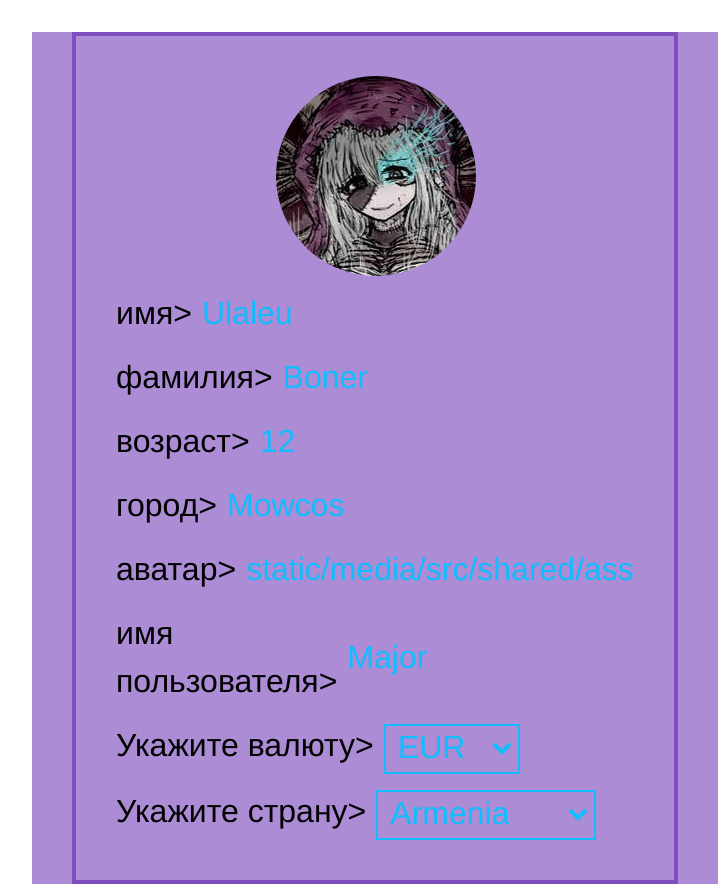 имя> Ulaleu
фамилия> Boner
возраст> 12
город> Mowcos
аватар> static/media/src/shared/ass
имя
пользователя> Major
Укажите валюту> EUR
Укажите страну> Armenia